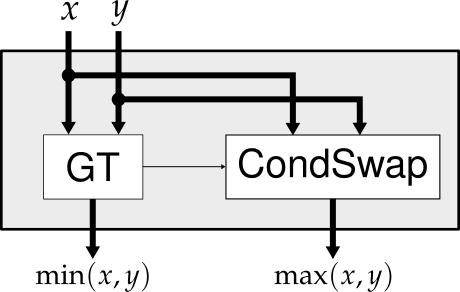 x y
GT CondSwap
min(x, y) max(x, y)